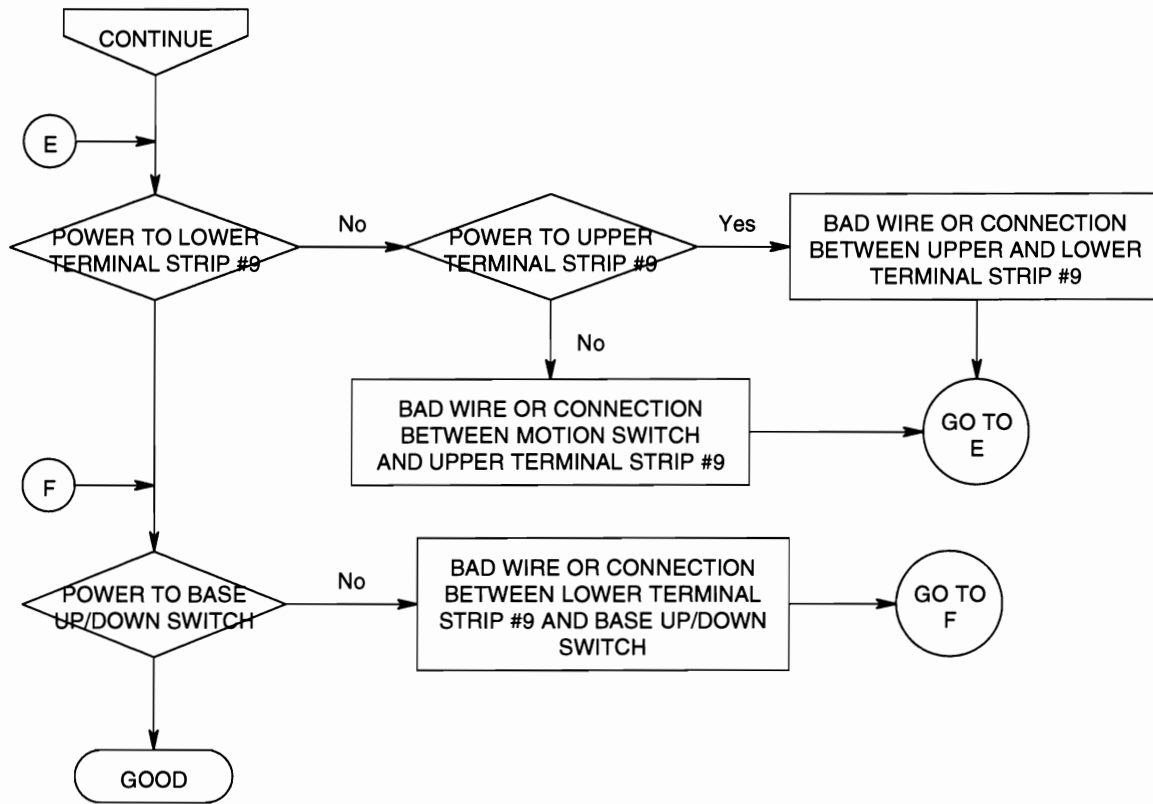 CONTINUE
E
POWER TO LOWER
TERMINAL STRIP #9
No
POWER TO UPPER
TERMINAL STRIP #9
Yes
BAD WIRE OR CONNECTION
BETWEEN UPPER AND LOWER
TERMINAL STRIP #9
No
BAD WIRE OR CONNECTION
BETWEEN MOTION SWITCH
AND UPPER TERMINAL STRIP #9
GO TO
E
F
POWER TO BASE
UP/DOWN SWITCH
No
BAD WIRE OR CONNECTION
BETWEEN LOWER TERMINAL
STRIP #9 AND BASE UP/DOWN
SWITCH
GO TO
F
GOOD